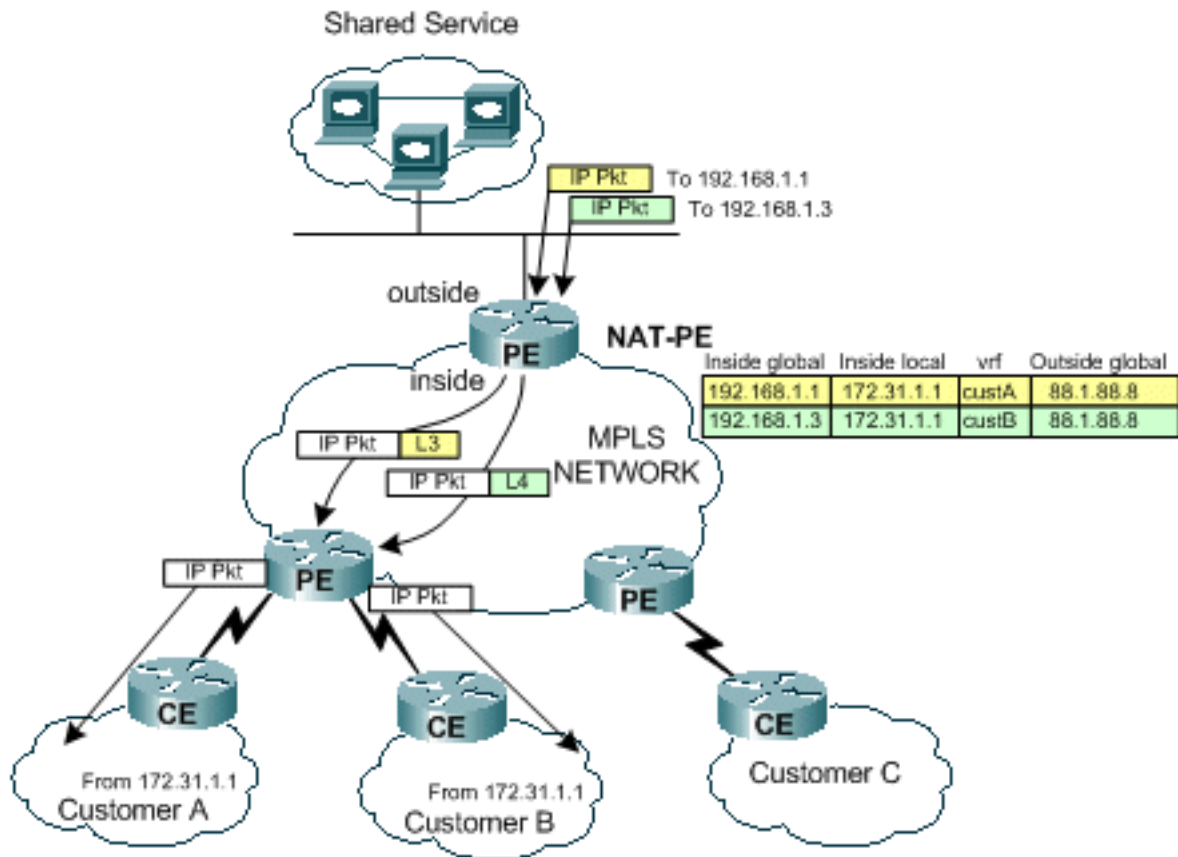 Shared Service
IP Pkt To 192.168.1.1
IP Pkt To 192.168.1.3
outside
PE NAT-PE
inside
Inside global Inside local vrf Outside global
192.168.1.1 172.31.1.1 custA 88.1.88.8
192.168.1.3 172.31.1.1 custB 88.1.88.8
IP Pkt L3
IP Pkt L4
MPLS
NETWORK
IP Pkt
PE
IP Pkt
PE
CE
CE
CE
From 172.31.1.1
Customer A
From 172.31.1.1
Customer B
Customer C